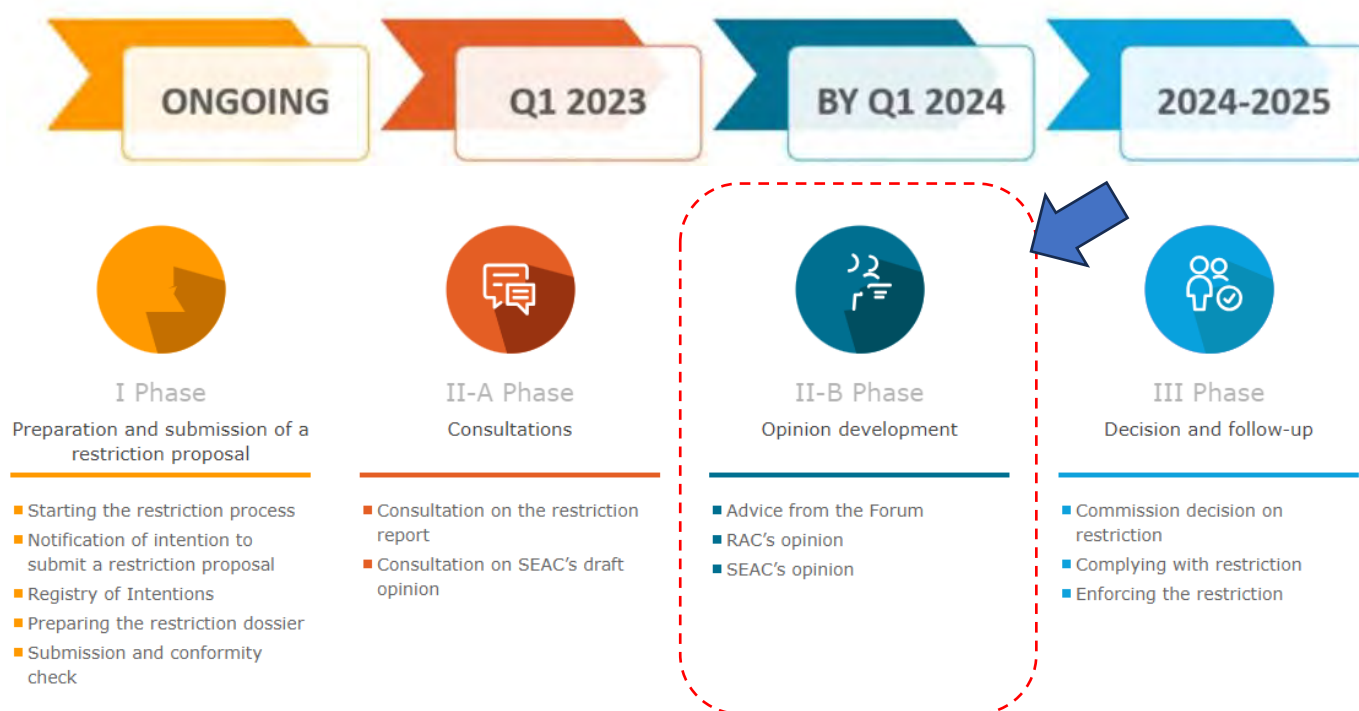 ONGOING
Q1 2023
BY Q1 2024
2024-2025
I Phase
Preparation and submission of a
restriction proposal
Starting the restriction process
Notification of intention to
submit a restriction proposal
Registry of Intentions
Preparing the restriction dossier
Submission and conformity
check
II-A Phase
Consultations
Consultation on the restriction
report
Consultation on SEAC's draft
opinion
II-B Phase
Opinion development
Advice from the Forum
RAC's opinion
SEAC's opinion
III Phase
Decision and follow-up
Commission decision on
restriction
Complying with restriction
Enforcing the restriction